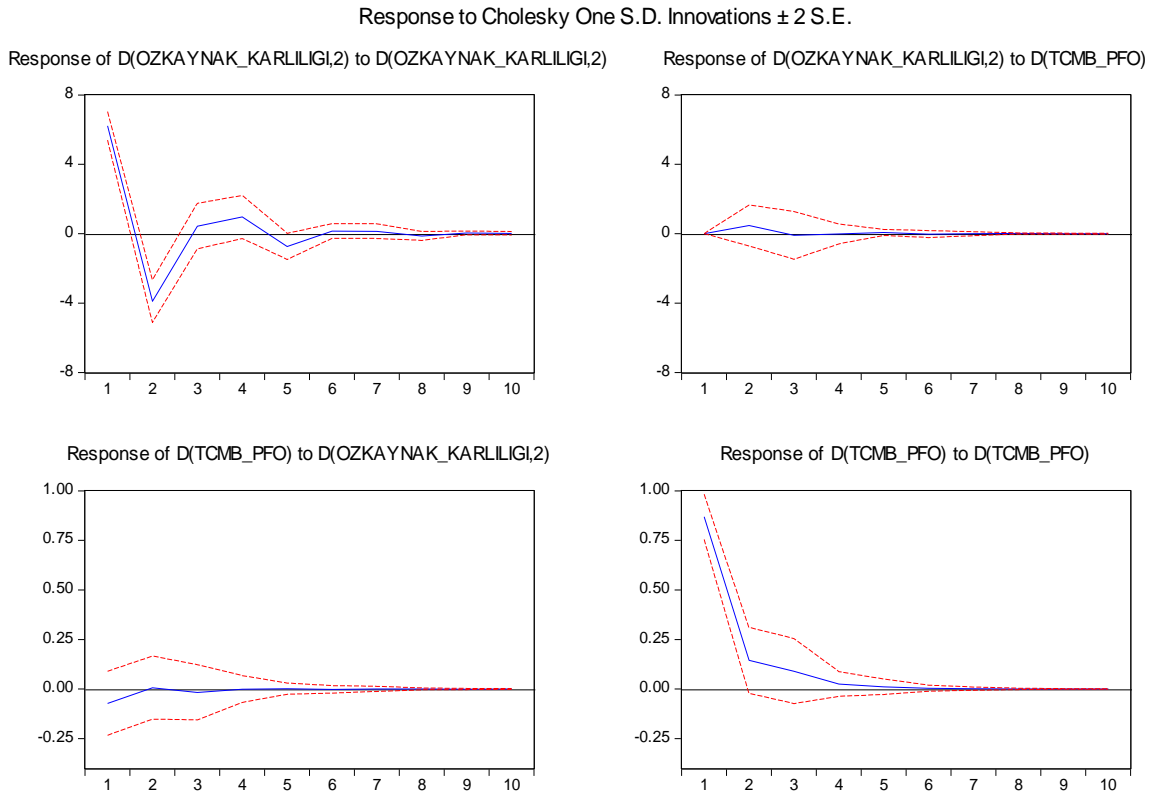 Response to Cholesky One S.D. Innovations ± 2 S.E.
Response of D(OZKAYNAK_KARLILIGI,2) to D(OZKAYNAK_KARLILIGI,2)
8
4
0
-4
-8
1 2 3 4 5 6 7 8 9 10
Response of D(OZKAYNAK_KARLILIGI,2) to D(TCMB_PFO)
8
4
0
-4
-8
1 2 3 4 5 6 7 8 9 10
Response of D(TCMB_PFO) to D(OZKAYNAK_KARLILIGI,2)
1.00
0.75
0.50
0.25
0.00
-0.25
1 2 3 4 5 6 7 8 9 10
Response of D(TCMB_PFO) to D(TCMB_PFO)
1.00
0.75
0.50
0.25
0.00
-0.25
1 2 3 4 5 6 7 8 9 10